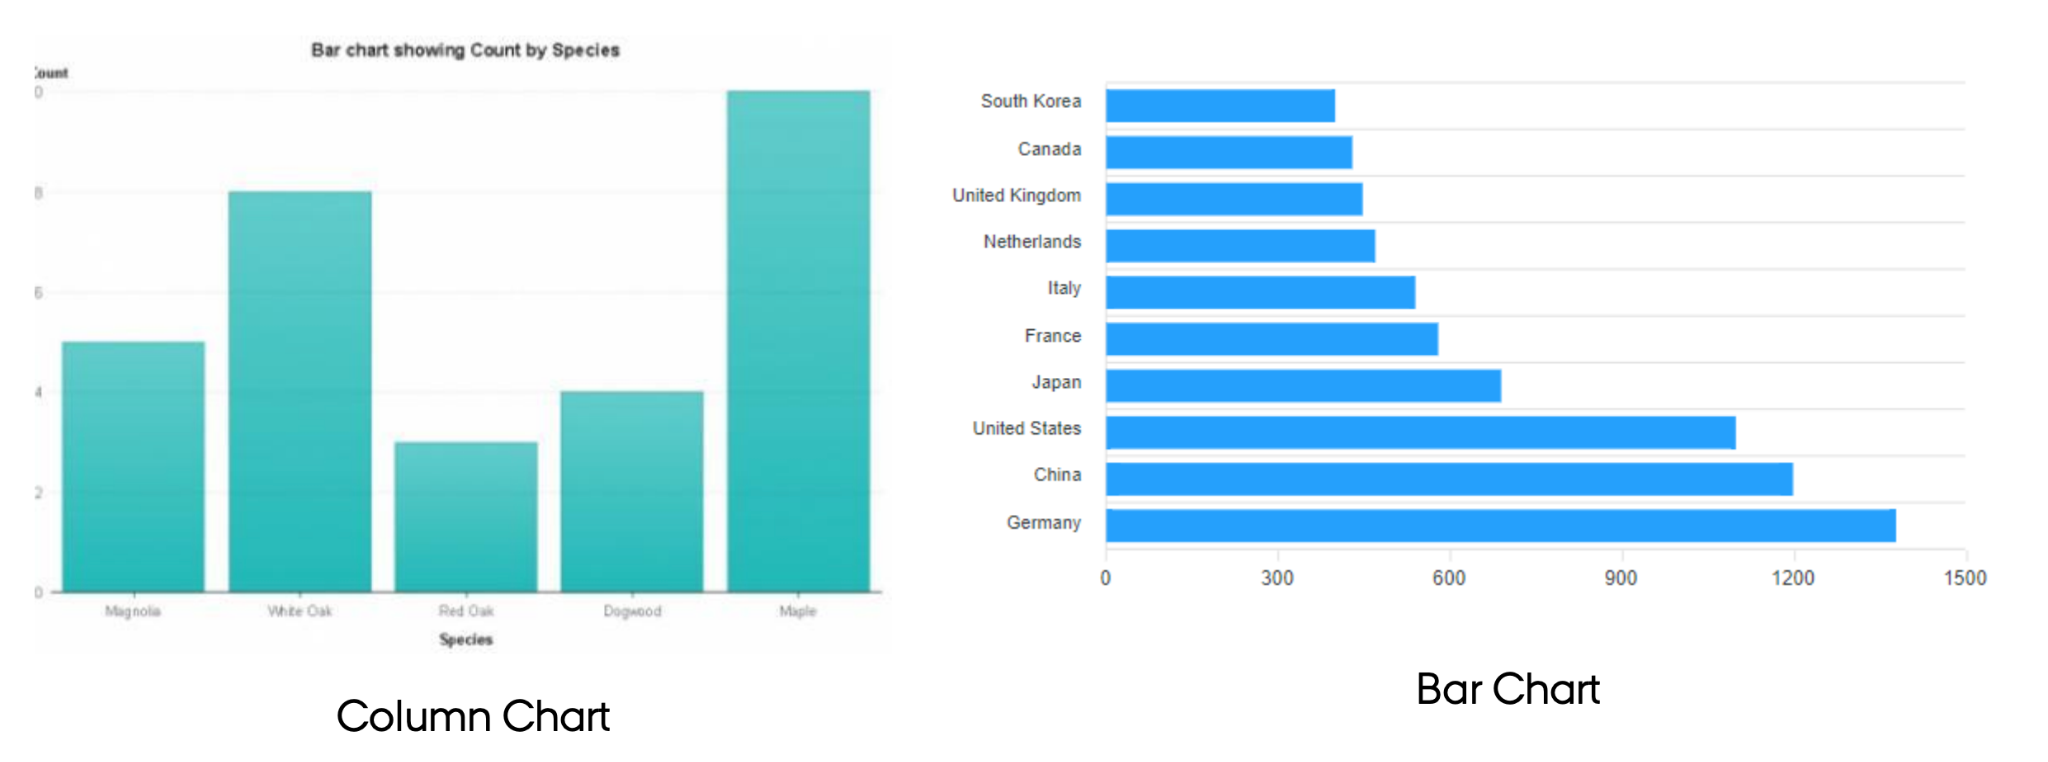 Bar chart showing Count by Species
Count
0
8
6
4
2
0
Magnolia
White Oak
Red Oak
Dogwood
Maple
Species
Column Chart
South Korea
Canada
United Kingdom
Netherlands
Italy
France
Japan
United States
China
Germany
0 300 600 900 1200 1500
Bar Chart